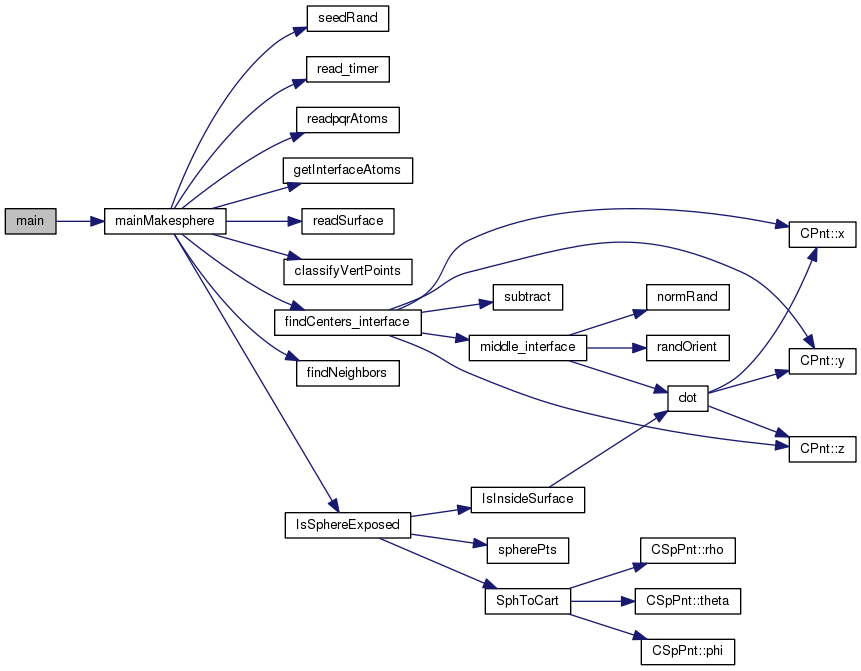 main
mainMakesphere
seedRand
read_timer
readpqrAtoms
getInterfaceAtoms
readSurface
classifyVertPoints
findCenters_interface
findNeighbors
IsSphereExposed
subtract
middle_interface
normRand
randOrient
dot
CPnt::x
CPnt::y
CPnt::z
IsInsideSurface
spherePts
SphToCart
CSpPnt::rho
CSpPnt::theta
CSpPnt::phi